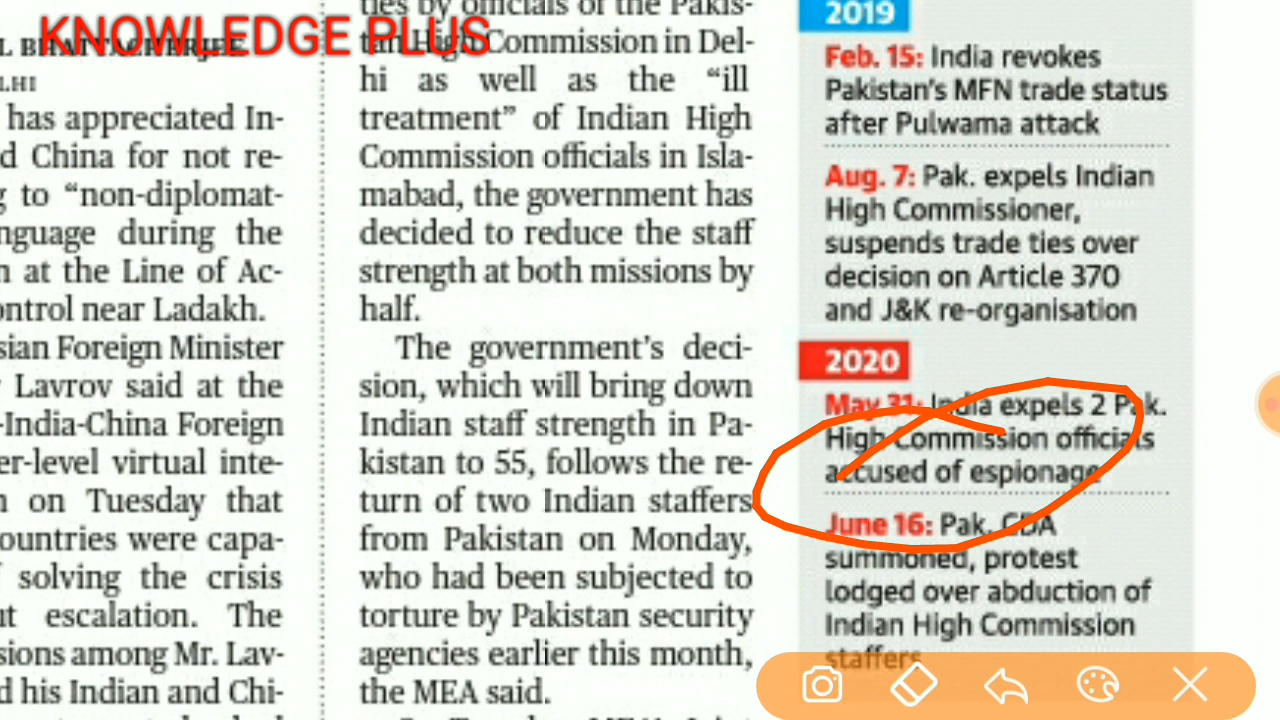 KNOWLEDGE PLUS
LHI
has appreciated In-
d China for not re-
to “non-diplomat-
nguage during the
n at the Line of Ac-
ontrol near Ladakh.
sian Foreign Minister
Lavrov said at the
-India-China Foreign
er-level virtual inte-
n on Tuesday that
ountries were capa-
solving the crisis
ut escalation. The
sions among Mr. Lav-
d his Indian and Chi-
ties by officials of the Pakis-
tan High Commission in Del-
hi as well as the “ill
treatment” of Indian High
Commission officials in Isla-
mabad, the government has
decided to reduce the staff
strength at both missions by
half.
The government’s deci-
sion, which will bring down
Indian staff strength in Pa-
kistan to 55, follows the re-
turn of two Indian staffers
from Pakistan on Monday,
who had been subjected to
torture by Pakistan security
agencies earlier this month,
the MEA said.
2019
Feb. 15: India revokes
Pakistan’s MFN trade status
after Pulwama attack
Aug. 7: Pak. expels Indian
High Commissioner,
suspends trade ties over
decision on Article 370
and J&K re-organisation
2020
May 31: India expels 2 Pak.
High Commission officials
accused of espionage
June 16: Pak. CDA
summoned, protest
lodged over abduction of
Indian High Commission
staffers